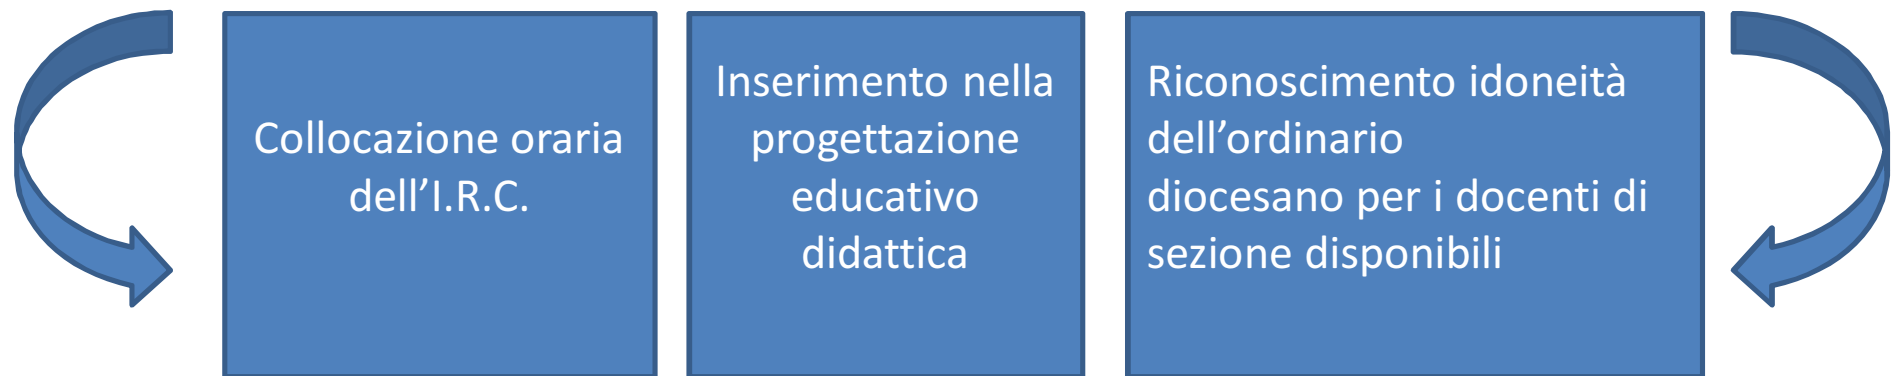 Collocazione oraria
dell’I.R.C.
Inserimento nella
progettazione
educativo
didattica
Riconoscimento idoneità
dell’ordinario
diocesano per i docenti di
sezione disponibili